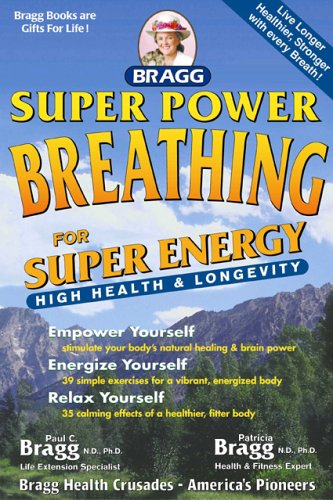 Bragg Books are
Gifts For Life !
Live Longer
Healthier, Stronger
with every Breath!
BRAGG
SUPER POWER
BREATHING
FOR
SUPER ENERGY
HIGH HEALTH & LONGEVITY
Empower Yourself
stimulate your body's natural healing & brain power
Energize Yourself
39 simple exercises for a vibrant, energized body
Relax Yourself
35 calming effects of a healthier, fitter body
Paul C.
Bragg N.D., Ph.D.
Life Extension Specialist
Patricia
Bragg N.D., Ph.D.
Health & Fitness Expert
Bragg Health Crusades - America's Pioneers